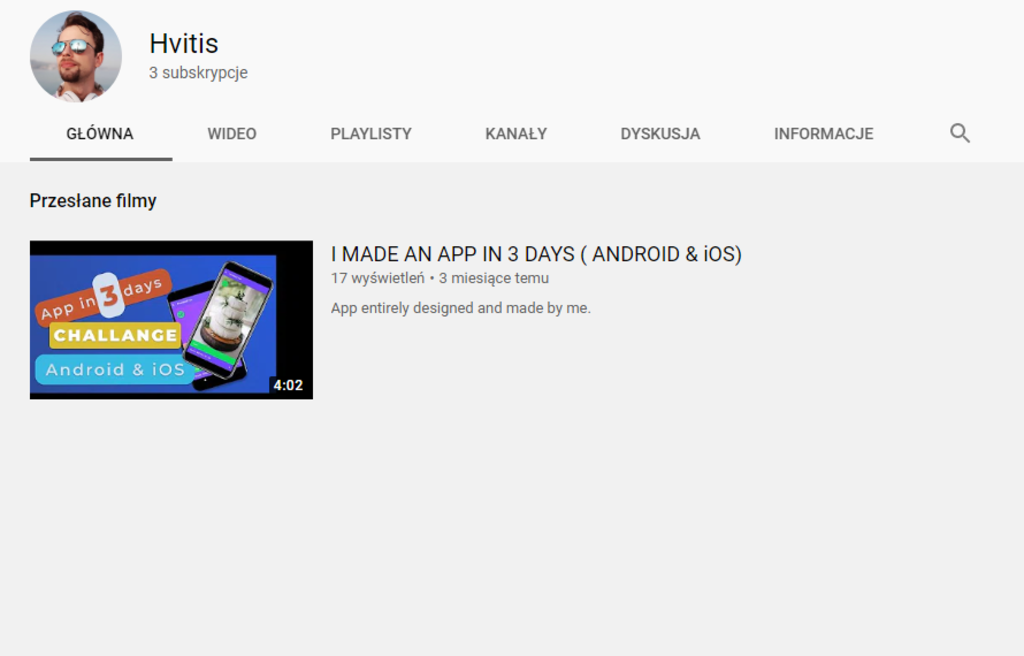 Hvitis
3 subskrypcje
GŁÓWNA
WIDEO
PLAYLISTY
KANAŁY
DYSKUSJA
INFORMACJE
Przesłane filmy
App in 3 days
CHALLANGE
Android & iOS
4:02
I MADE AN APP IN 3 DAYS ( ANDROID & iOS)
17 wyświetleń • 3 miesiące temu
App entirely designed and made by me.